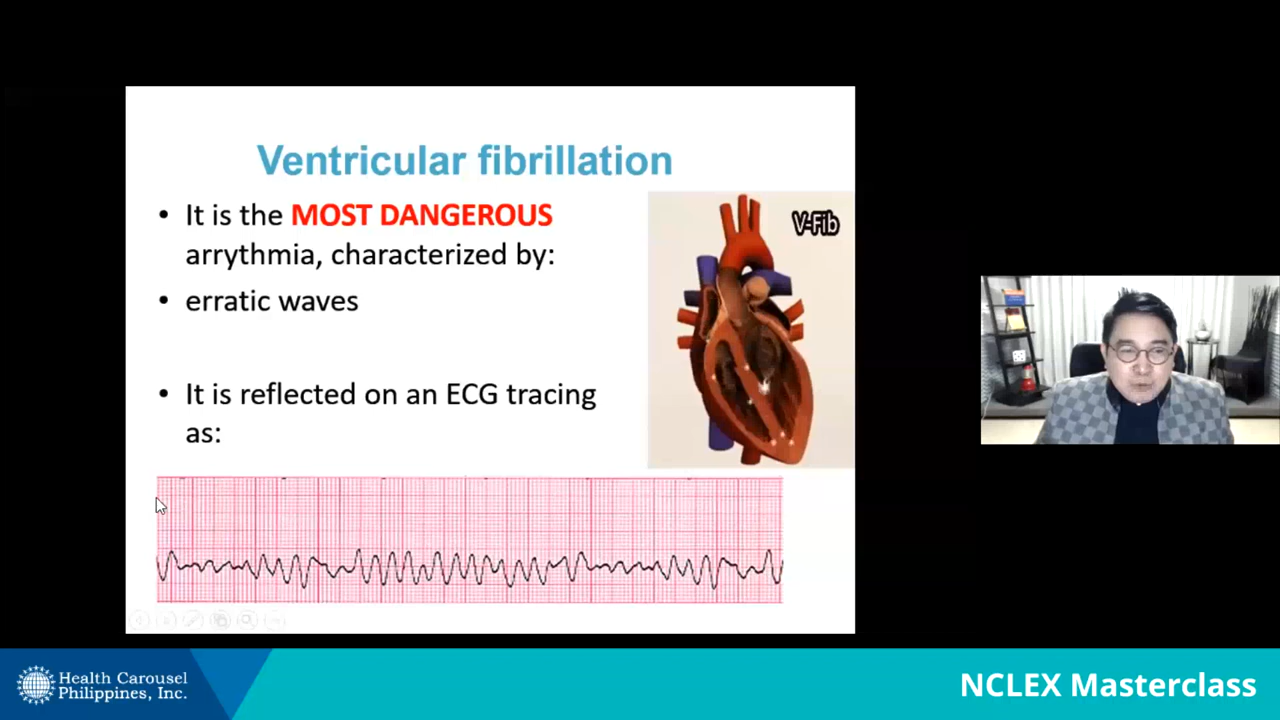 Ventricular fibrillation
• It is the MOST DANGEROUS
arrythmia, characterized by:
• erratic waves
• It is reflected on an ECG tracing
as:
V-Fib
Health Carousel
Philippines, Inc.
NCLEX Masterclass